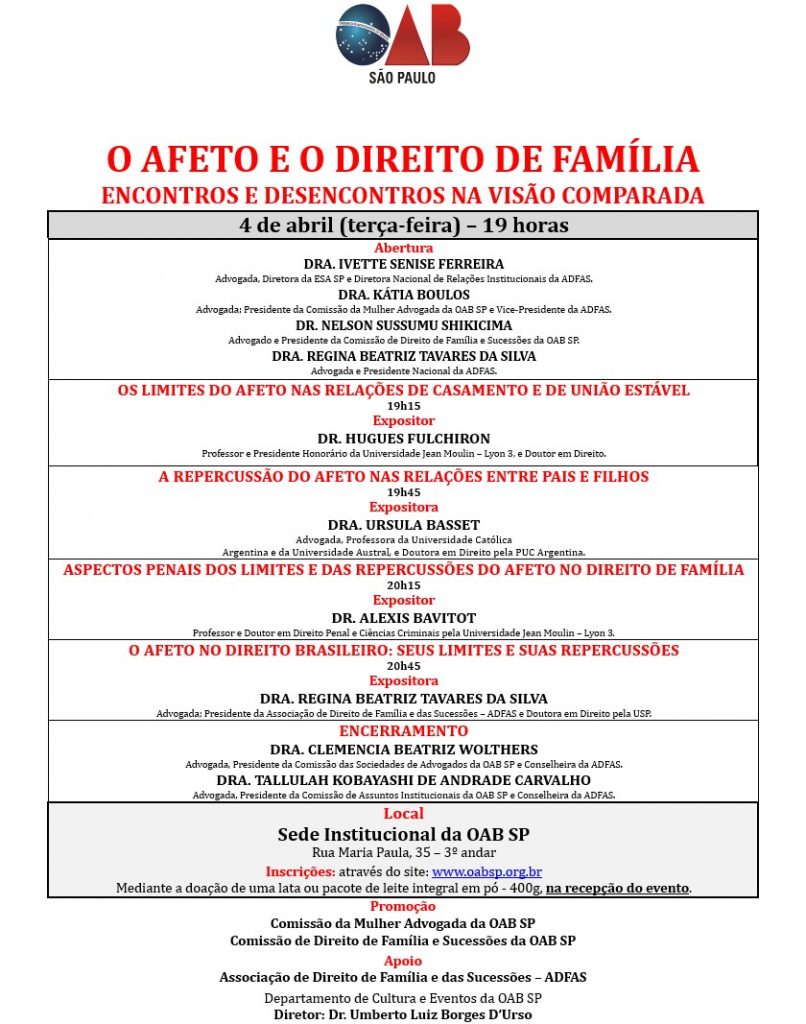 OAB
SÃO PAULO
O AFETO E O DIREITO DE FAMÍLIA
ENCONTROS E DESENCONTROS NA VISÃO COMPARADA
4 de abril (terça-feira) – 19 horas
Abertura
DRA. IVETTE SENISE FERREIRA
Advogada, Diretora da ESA SP e Diretora Nacional de Relações Institucionais da ADFAS.
DRA. KÁTIA BOULOS
Advogada; Presidente da Comissão da Mulher Advogada da OAB SP e Vice-Presidente da ADFAS.
DR. NELSON SUSSUMU SHIKICIMA
Advogado e Presidente da Comissão de Direito de Família e Sucessões da OAB SP.
DRA. REGINA BEATRIZ TAVARES DA SILVA
Advogada e Presidente Nacional da ADFAS.
OS LIMITES DO AFETO NAS RELAÇÕES DE CASAMENTO E DE UNIÃO ESTÁVEL
19h15
Expositor
DR. HUGUES FULCHIRON
Professor e Presidente Honorário da Universidade Jean Moulin – Lyon 3, e Doutor em Direito.
A REPERCUSSÃO DO AFETO NAS RELAÇÕES ENTRE PAIS E FILHOS
19h45
Expositora
DRA. URSULA BASSET
Advogada, Professora da Universidade Católica
Argentina e da Universidade Austral, e Doutora em Direito pela PUC Argentina.
ASPECTOS PENAIS DOS LIMITES E DAS REPERCUSSÕES DO AFETO NO DIREITO DE FAMÍLIA
20h15
Expositor
DR. ALEXIS BAVITOT
Professor e Doutor em Direito Penal e Ciências Criminais pela Universidade Jean Moulin – Lyon 3.
O AFETO NO DIREITO BRASILEIRO: SEUS LIMITES E SUAS REPERCUSSÕES
20h45
Expositora
DRA. REGINA BEATRIZ TAVARES DA SILVA
Advogada; Presidente da Associação de Direito de Família e das Sucessões – ADFAS e Doutora em Direito pela USP.
ENCERRAMENTO
DRA. CLEMENCIA BEATRIZ WOLTHERS
Advogada, Presidente da Comissão das Sociedades de Advogados da OAB SP e Conselheira da ADFAS.
DRA. TALLULAH KOBAYASHI DE ANDRADE CARVALHO
Advogada, Presidente da Comissão de Assuntos Institucionais da OAB SP e Conselheira da ADFAS.
Local
Sede Institucional da OAB SP
Rua Maria Paula, 35 – 3º andar
Inscrições: através do site: www.oabsp.org.br
Mediante a doação de uma lata ou pacote de leite integral em pó - 400g, na recepção do evento.
Promoção
Comissão da Mulher Advogada da OAB SP
Comissão de Direito de Família e Sucessões da OAB SP
Apoio
Associação de Direito de Família e das Sucessões – ADFAS
Departamento de Cultura e Eventos da OAB SP
Diretor: Dr. Umberto Luiz Borges D'Urso